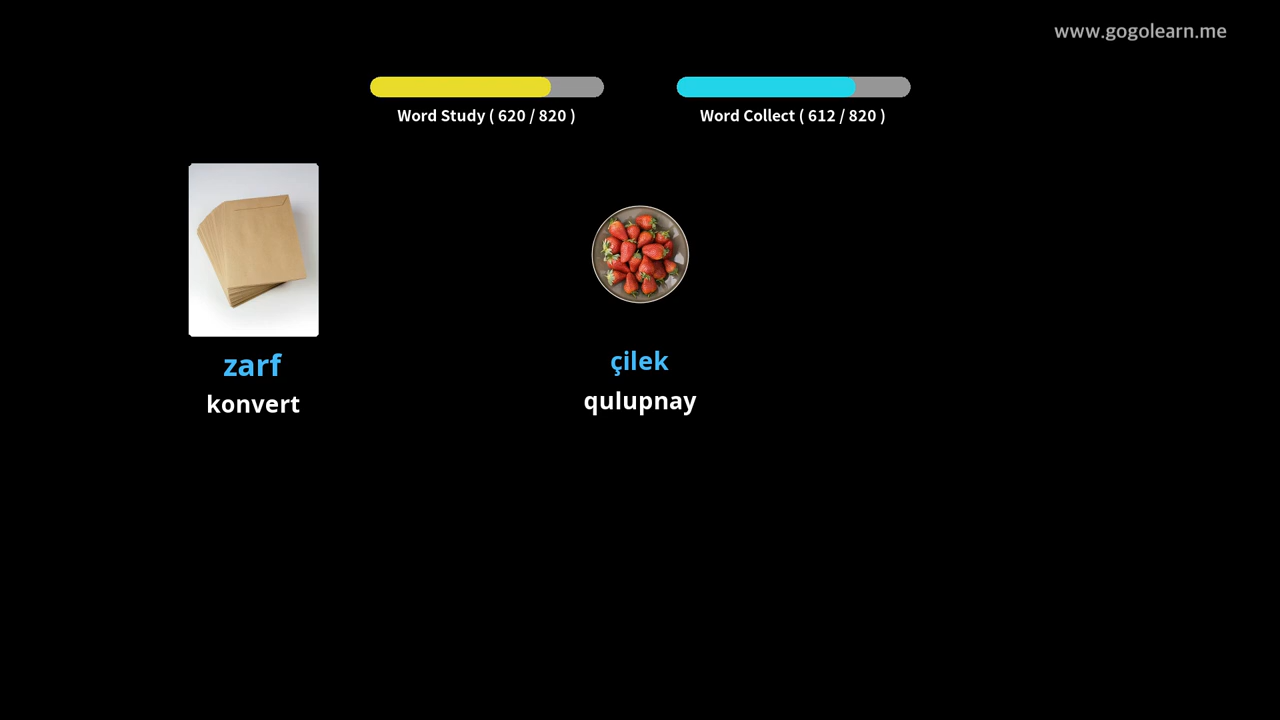 www.gogolearn.me
Word Study ( 620 / 820 )
Word Collect ( 612 / 820 )
zarf
konvert
çilek
qulupnay